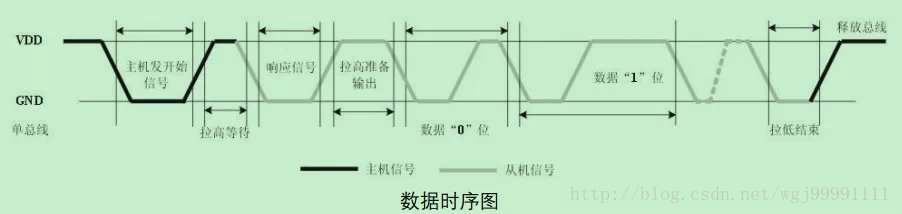 释放总线
VDD
主机发开始
信号
响应信号
拉高准备
输出
数据“1”位
GND
单总线
拉高等待
数据“0”位
拉低结束
主机信号
从机信号
数据时序图
http://blog.csdn.net/wgj99991111